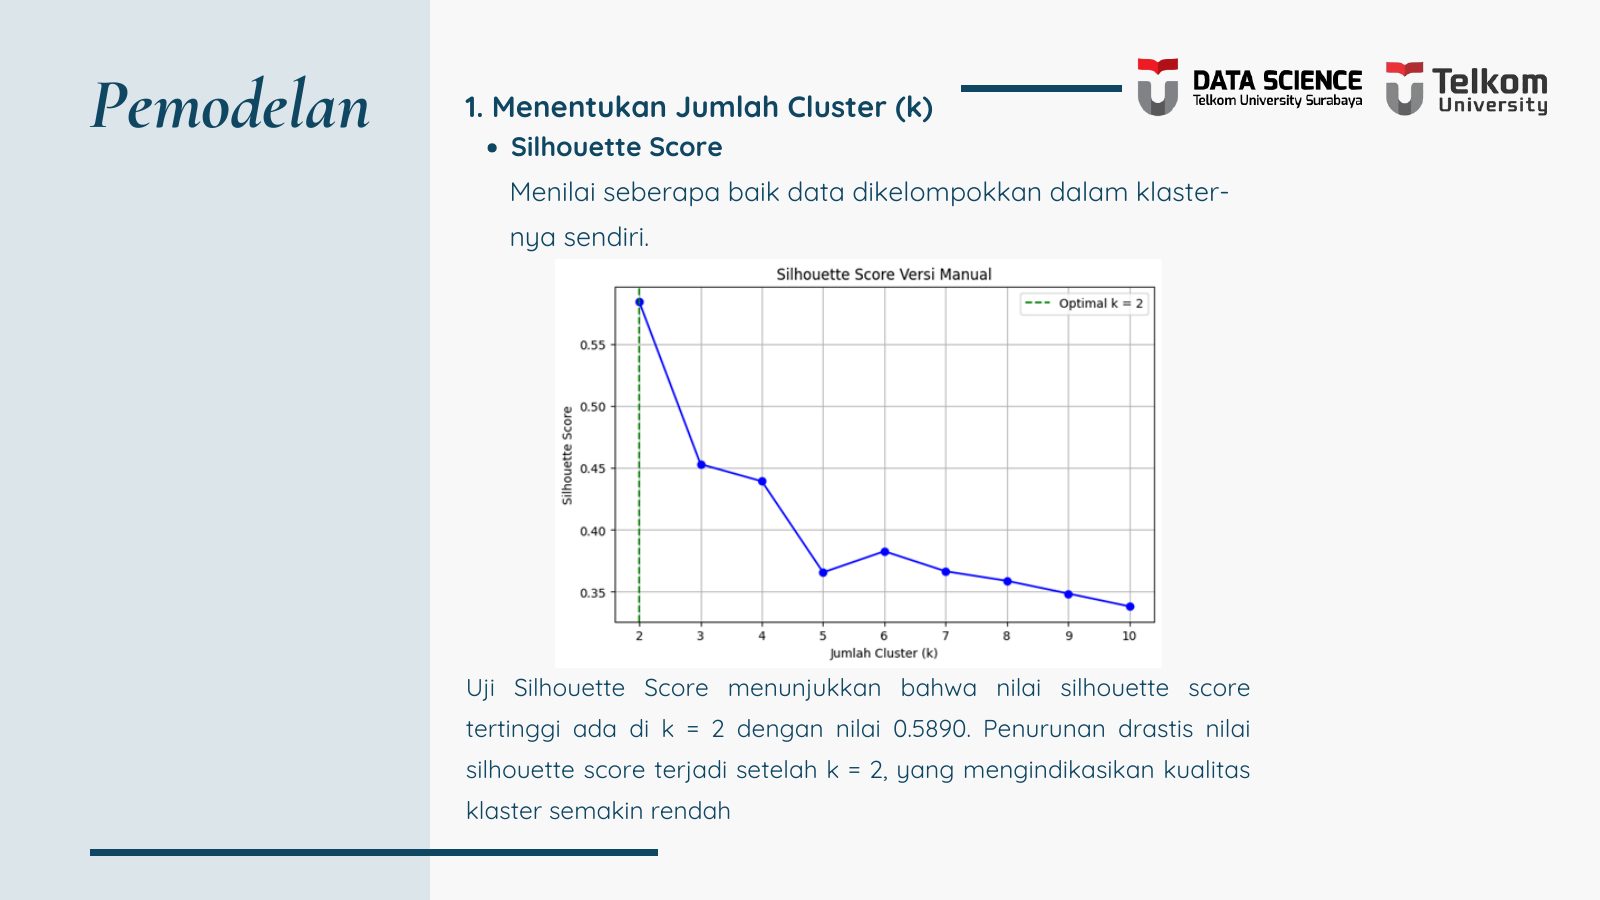 Pemodelan
DATA SCIENCE
Telkom University Surabaya
Telkom
University
1. Menentukan Jumlah Cluster (k)
• Silhouette Score
Menilai seberapa baik data dikelompokkan dalam klaster-
nya sendiri.
Silhouette Score Versi Manual
Optimal k = 2
Silhouette Score
0.55
0.50
0.45
0.40
0.35
2 3 4 5 6 7 8 9 10
Jumlah Cluster (k)
Uji Silhouette Score menunjukkan bahwa nilai silhouette score
tertinggi ada di k = 2 dengan nilai 0.5890. Penurunan drastis nilai
silhouette score terjadi setelah k = 2, yang mengindikasikan kualitas
klaster semakin rendah